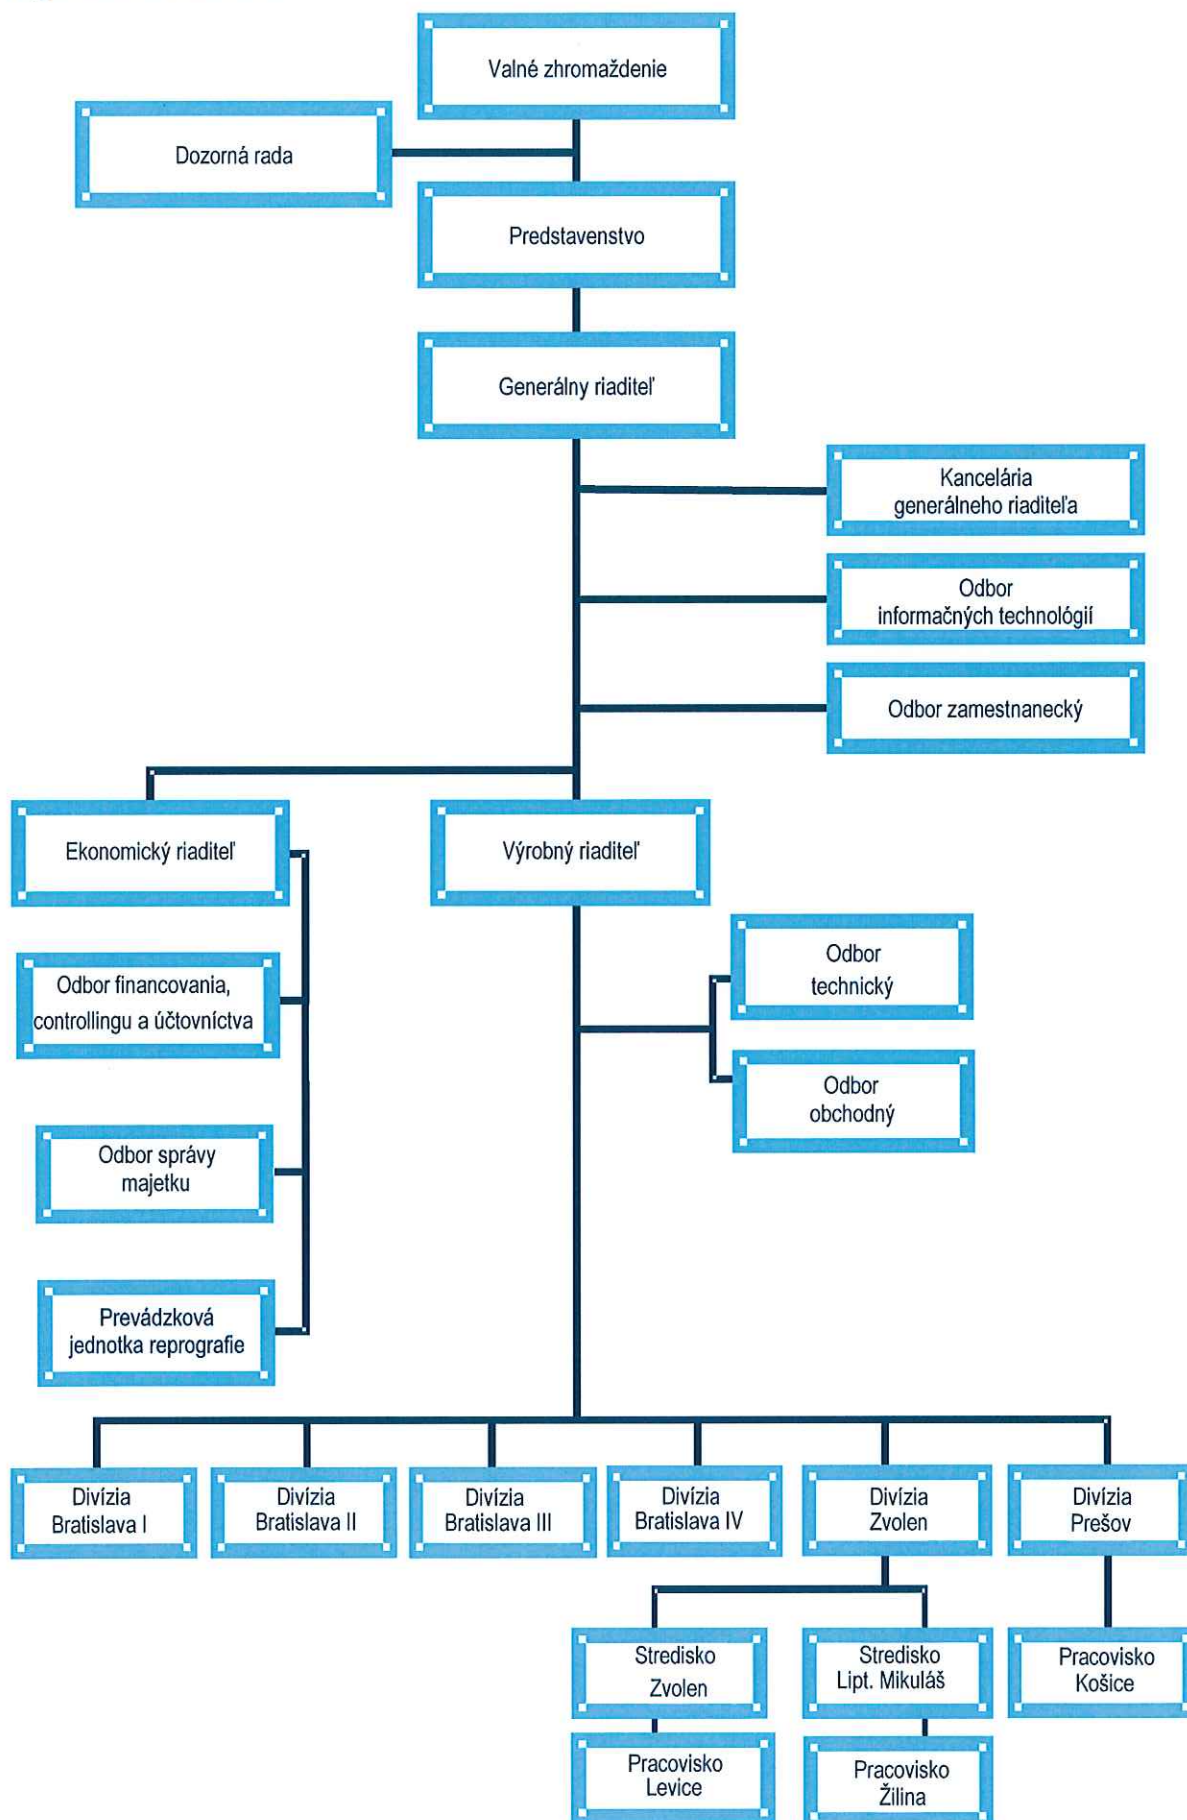 Valné zhromaždenie
Dozorná rada
Predstavenstvo
Generálny riaditeľ
Kancelária
generálneho riaditeľa
Odbor
informačných technológií
Odbor zamestnanecký
Ekonomický riaditeľ
Výrobný riaditeľ
Odbor financovania,
controllingu a účtovníctva
Odbor
technický
Odbor
obchodný
Odbor správy
majetku
Prevádzková
jednotka reprografie
Divízia
Bratislava I
Divízia
Bratislava II
Divízia
Bratislava III
Divízia
Bratislava IV
Divízia
Zvolen
Divízia
Prešov
Stredisko
Zvolen
Stredisko
Lipt. Mikuláš
Pracovisko
Košice
Pracovisko
Levice
Pracovisko
Žilina